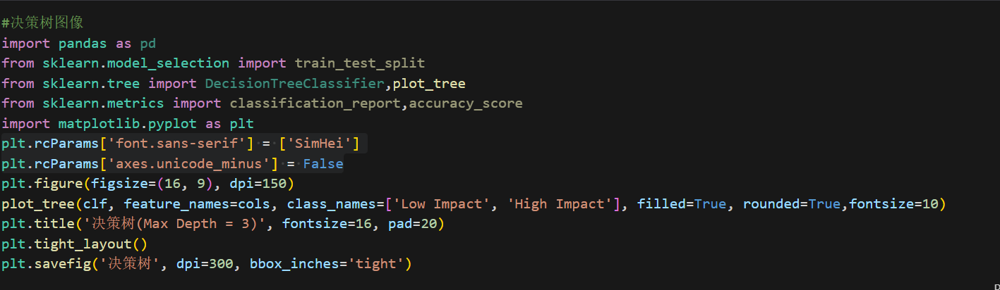 #决策树图像
import pandas as pd
from sklearn.model_selection import train_test_split
from sklearn.tree import DecisionTreeClassifier,plot_tree
from sklearn.metrics import classification_report,accuracy_score
import matplotlib.pyplot as plt
plt.rcParams['font.sans-serif'] = ['SimHei']
plt.rcParams['axes.unicode_minus'] = False
plt.figure(figsize=(16, 9), dpi=150)
plot_tree(clf, feature_names=cols, class_names=['Low Impact', 'High Impact'], filled=True, rounded=True,fontsize=10)
plt.title('决策树(Max Depth = 3)', fontsize=16, pad=20)
plt.tight_layout()
plt.savefig('决策树', dpi=300, bbox_inches='tight')